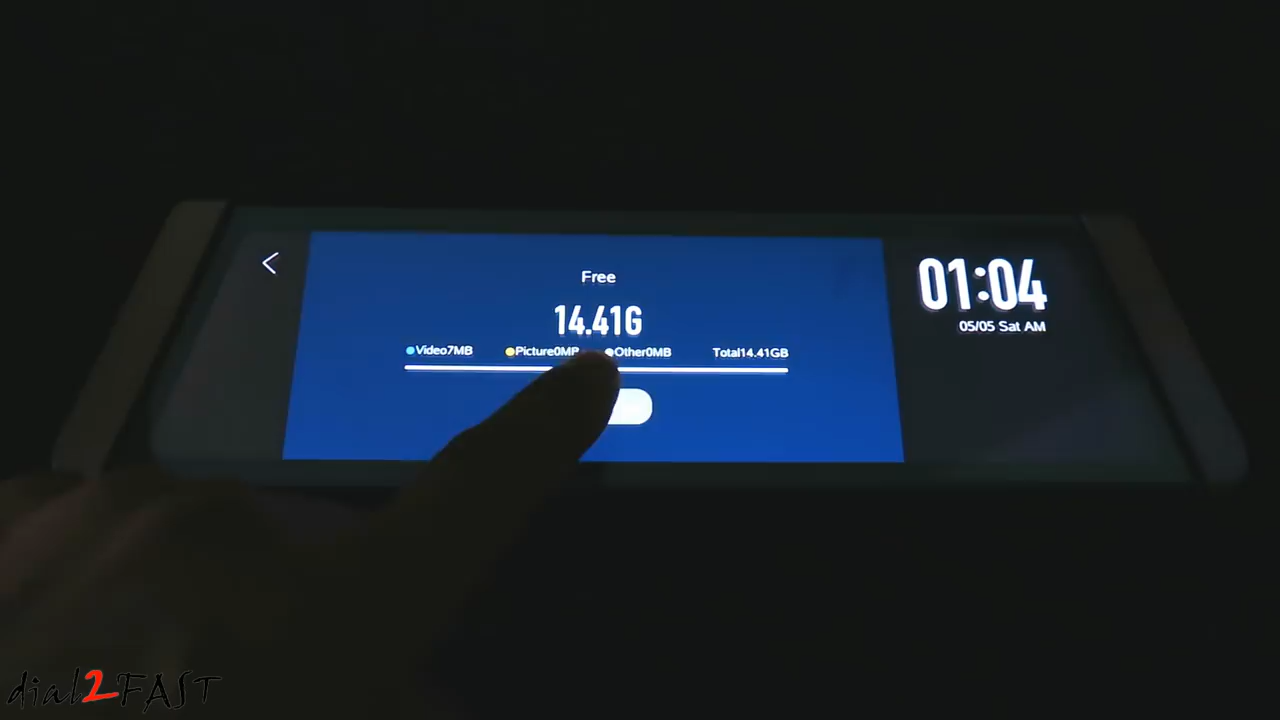 Free
14.41G
Video7MB Picture0MB Other0MB Total14.41GB
01:04
05/05 Sat AM
dial2FAST